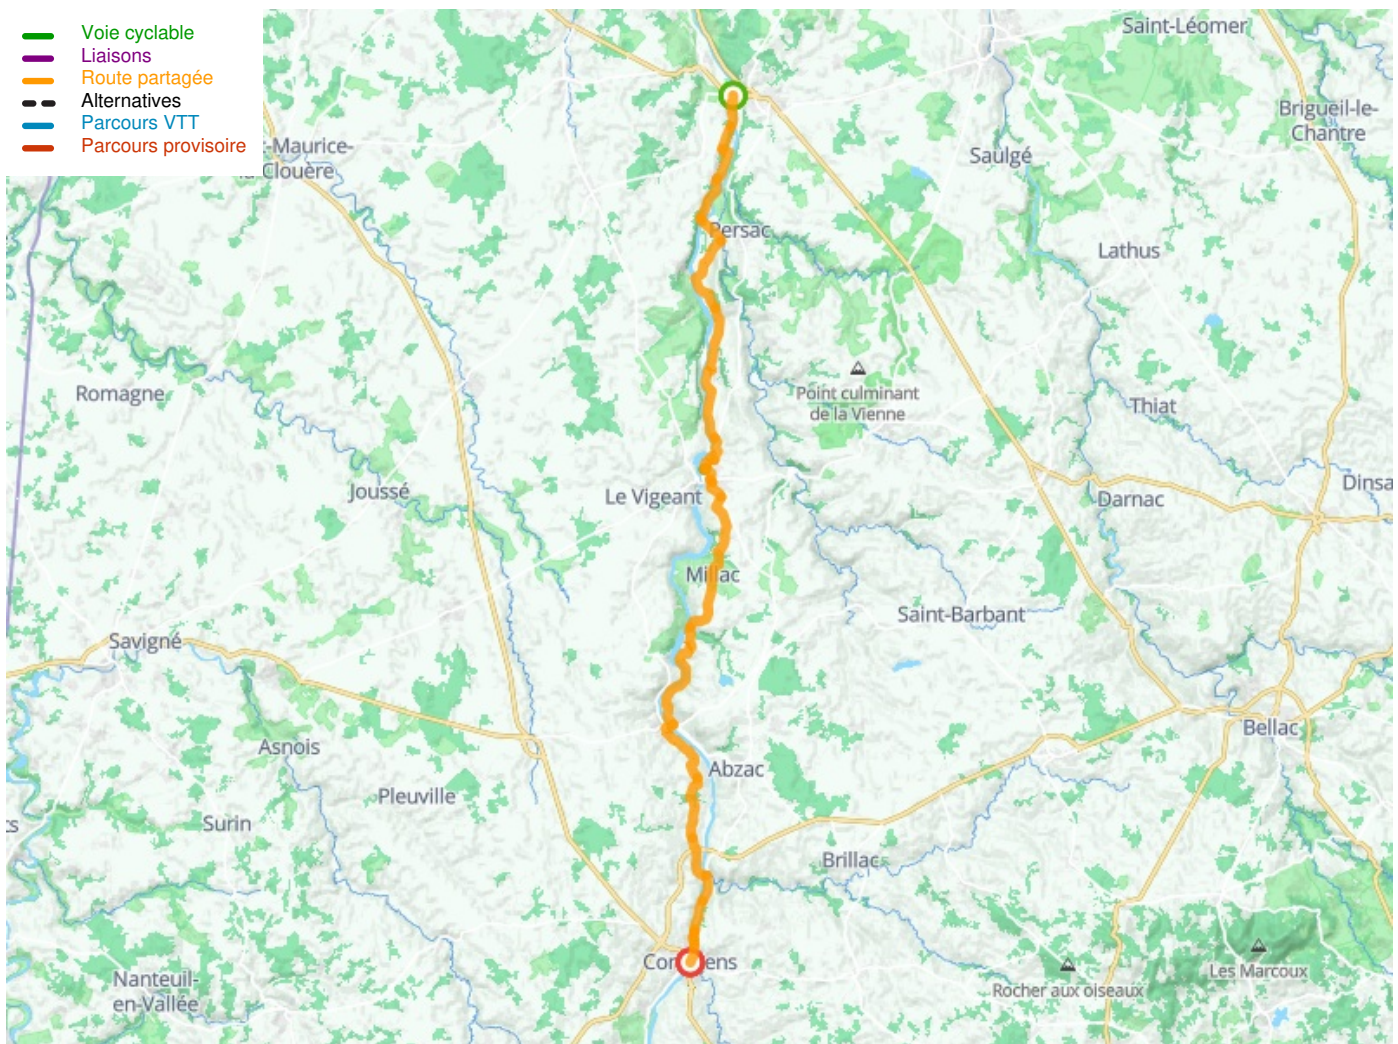 Voie cyclable
Liaisons
Route partagée
Alternatives
Parcours VTT
Parcours provisoire
Saint-Léomer
Brigueil-le-
Chantre
-Maurice-
Clouère
Saulgé
Persac
Lathus
Romagne
Point culminant
de la Vienne
Thiat
Joussé
Le Vigeant
Darnac
Dinsa
Millac
Saint-Barbant
Savigné
Bellac
Asnois
Abzac
Pleuville
Surin
Brillac
Les Marcoux
Nanteuil-
en-Vallée
Rocher aux oiseaux